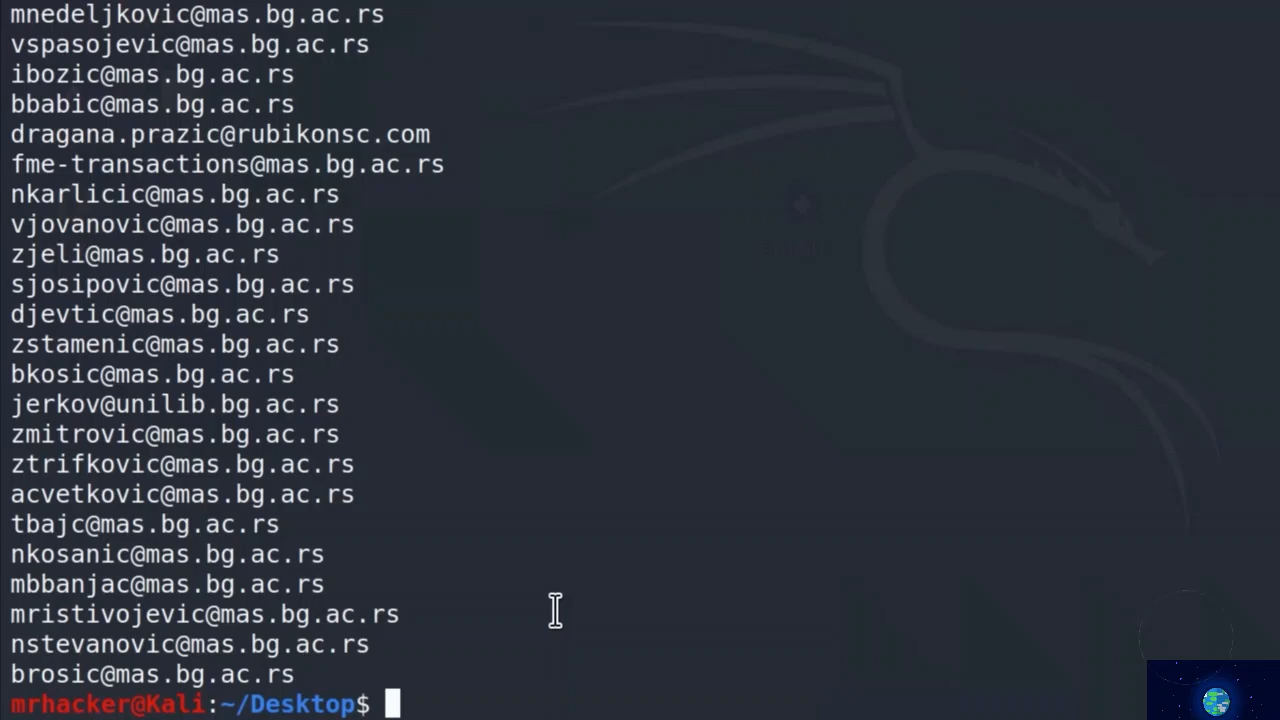 mnedeljkovic@mas.bg.ac.rs
vspasojevic@mas.bg.ac.rs
ibozic@mas.bg.ac.rs
bbabic@mas.bg.ac.rs
dragana.prazic@rubikonsc.com
fme-transactions@mas.bg.ac.rs
nkarlicic@mas.bg.ac.rs
vjovanovic@mas.bg.ac.rs
zjeli@mas.bg.ac.rs
sjosipovic@mas.bg.ac.rs
djevtic@mas.bg.ac.rs
zstamenic@mas.bg.ac.rs
bkosic@mas.bg.ac.rs
jerkov@unilib.bg.ac.rs
zmitrovic@mas.bg.ac.rs
ztrifkovic@mas.bg.ac.rs
acvetkovic@mas.bg.ac.rs
tbajc@mas.bg.ac.rs
nkosanic@mas.bg.ac.rs
mbbanjac@mas.bg.ac.rs
mristivojevic@mas.bg.ac.rs
nstevanovic@mas.bg.ac.rs
brosic@mas.bg.ac.rs
mrhacker@Kali:~/Desktop$